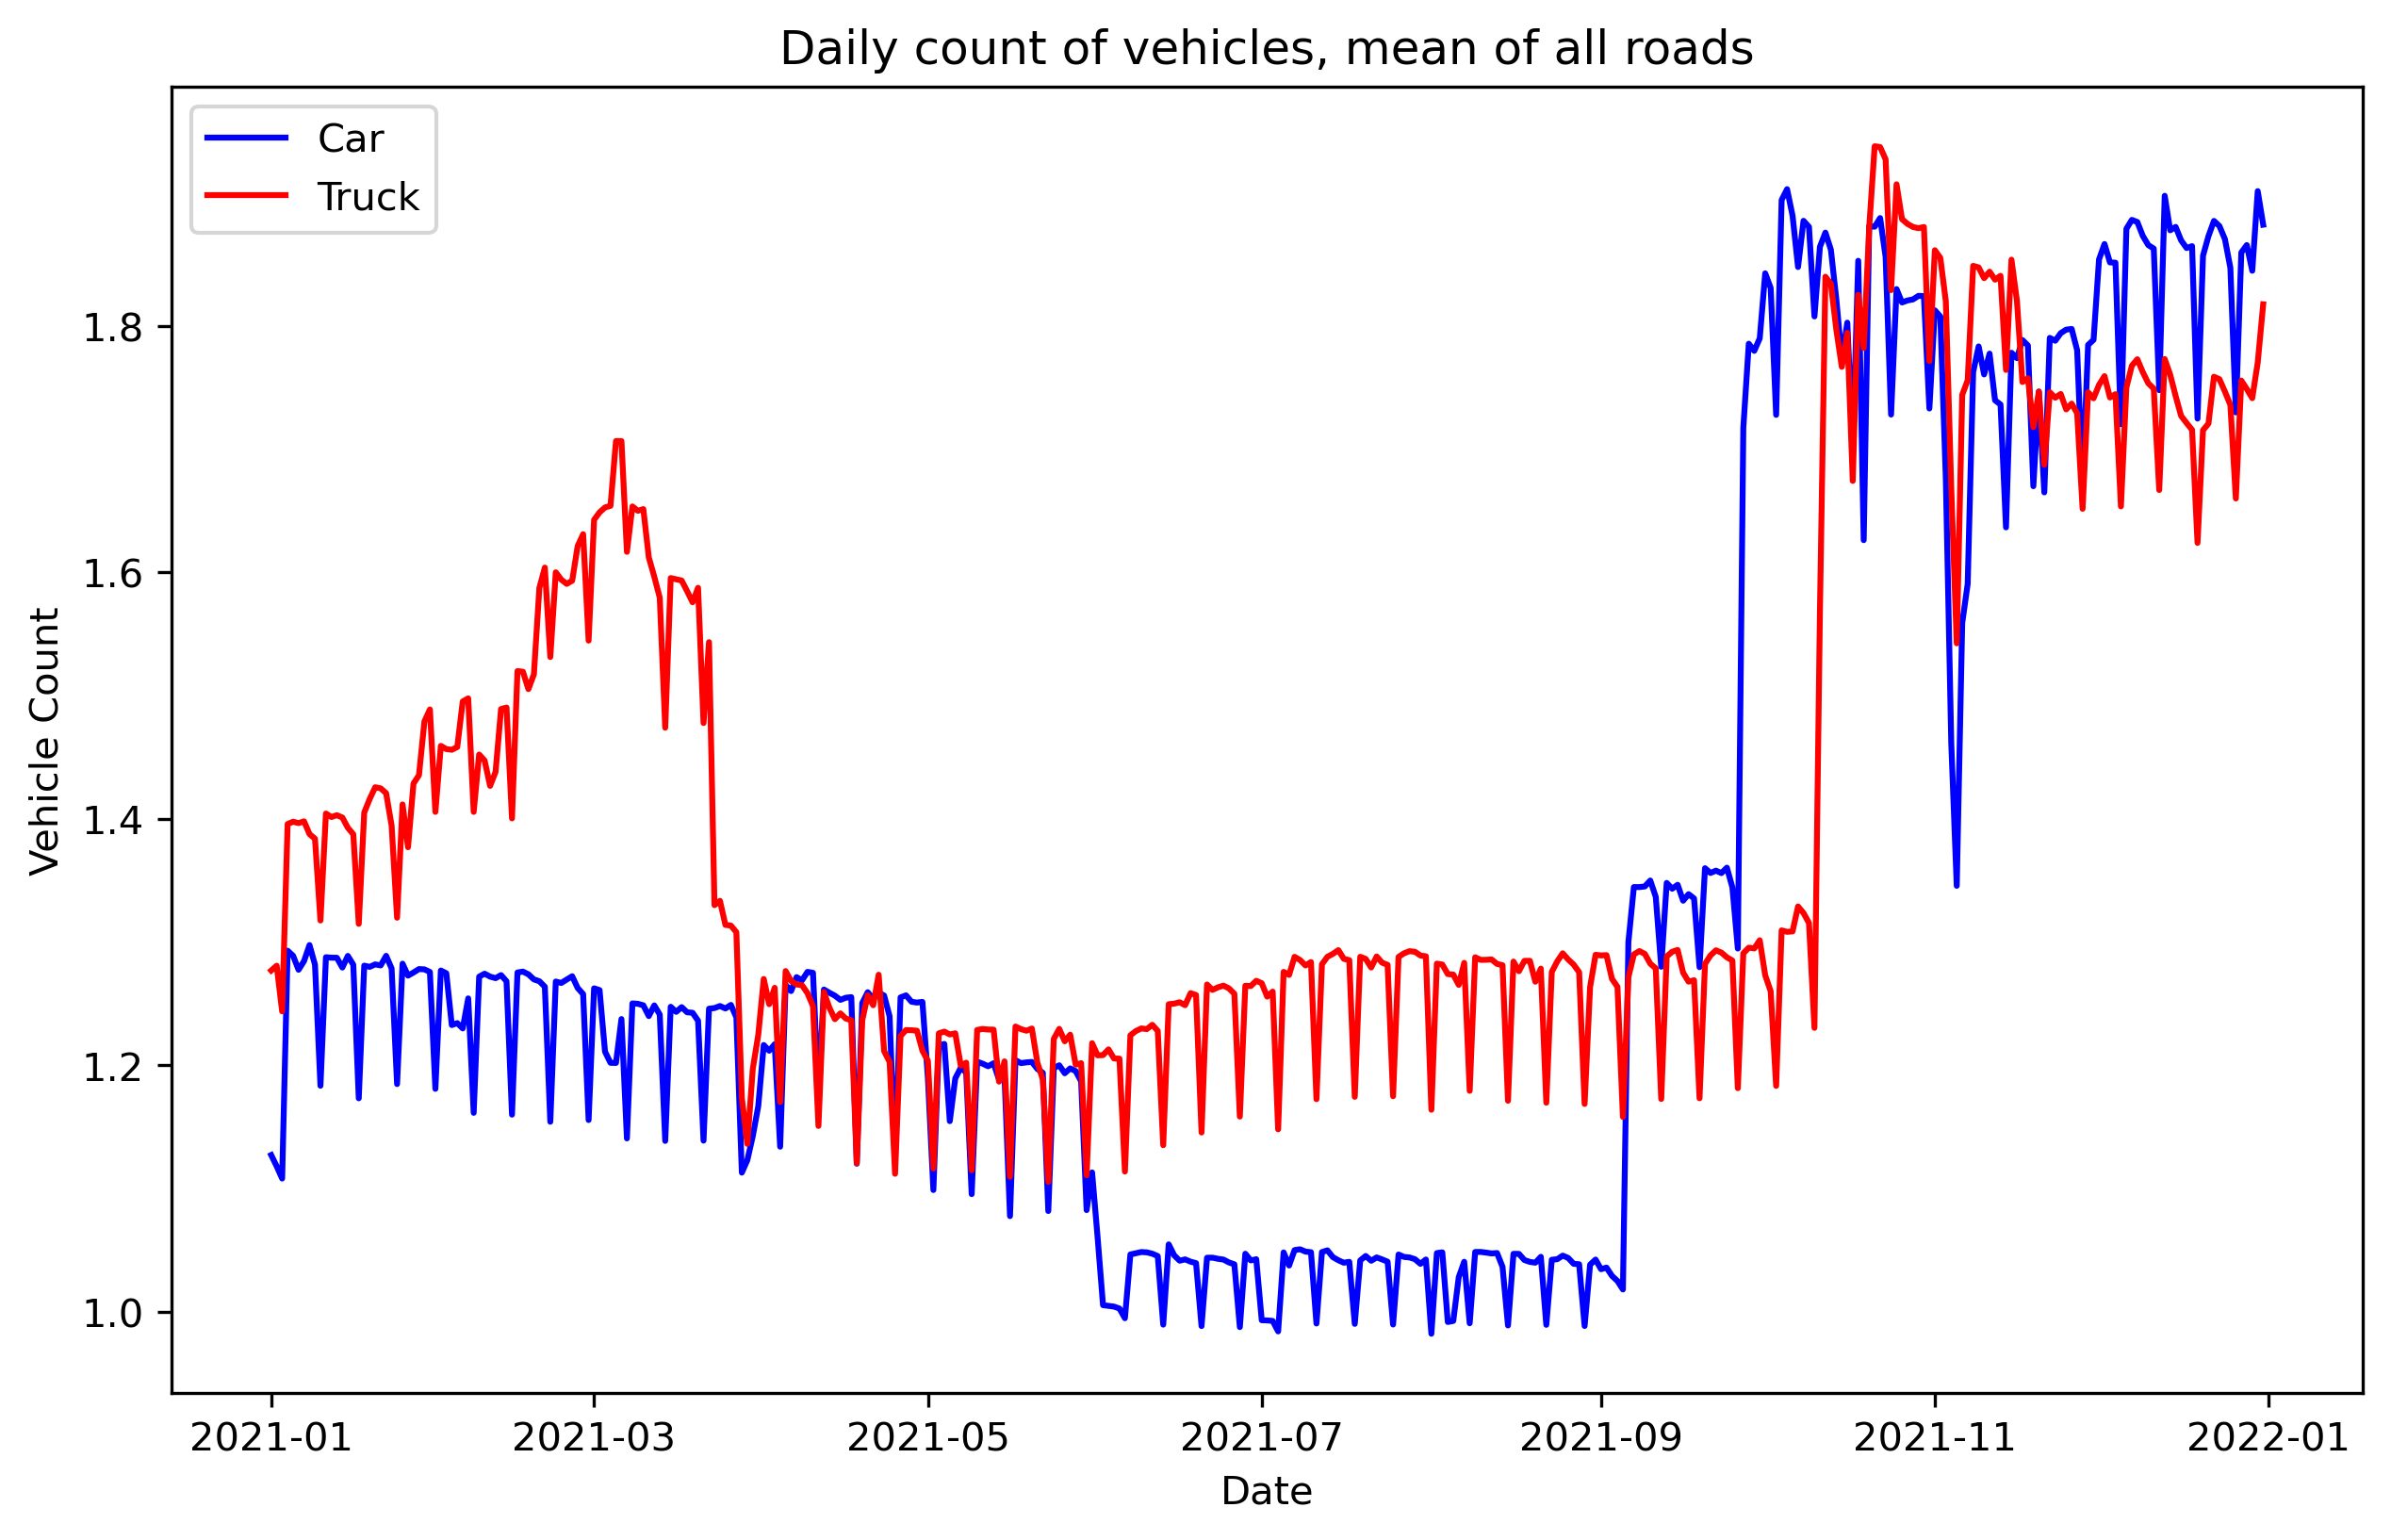 Daily count of vehicles, mean of all roads
Car
Truck
Vehicle Count
1.8
1.6
1.4
1.2
1.0
2021-01
2021-03
2021-05
2021-07
2021-09
2021-11
2022-01
Date